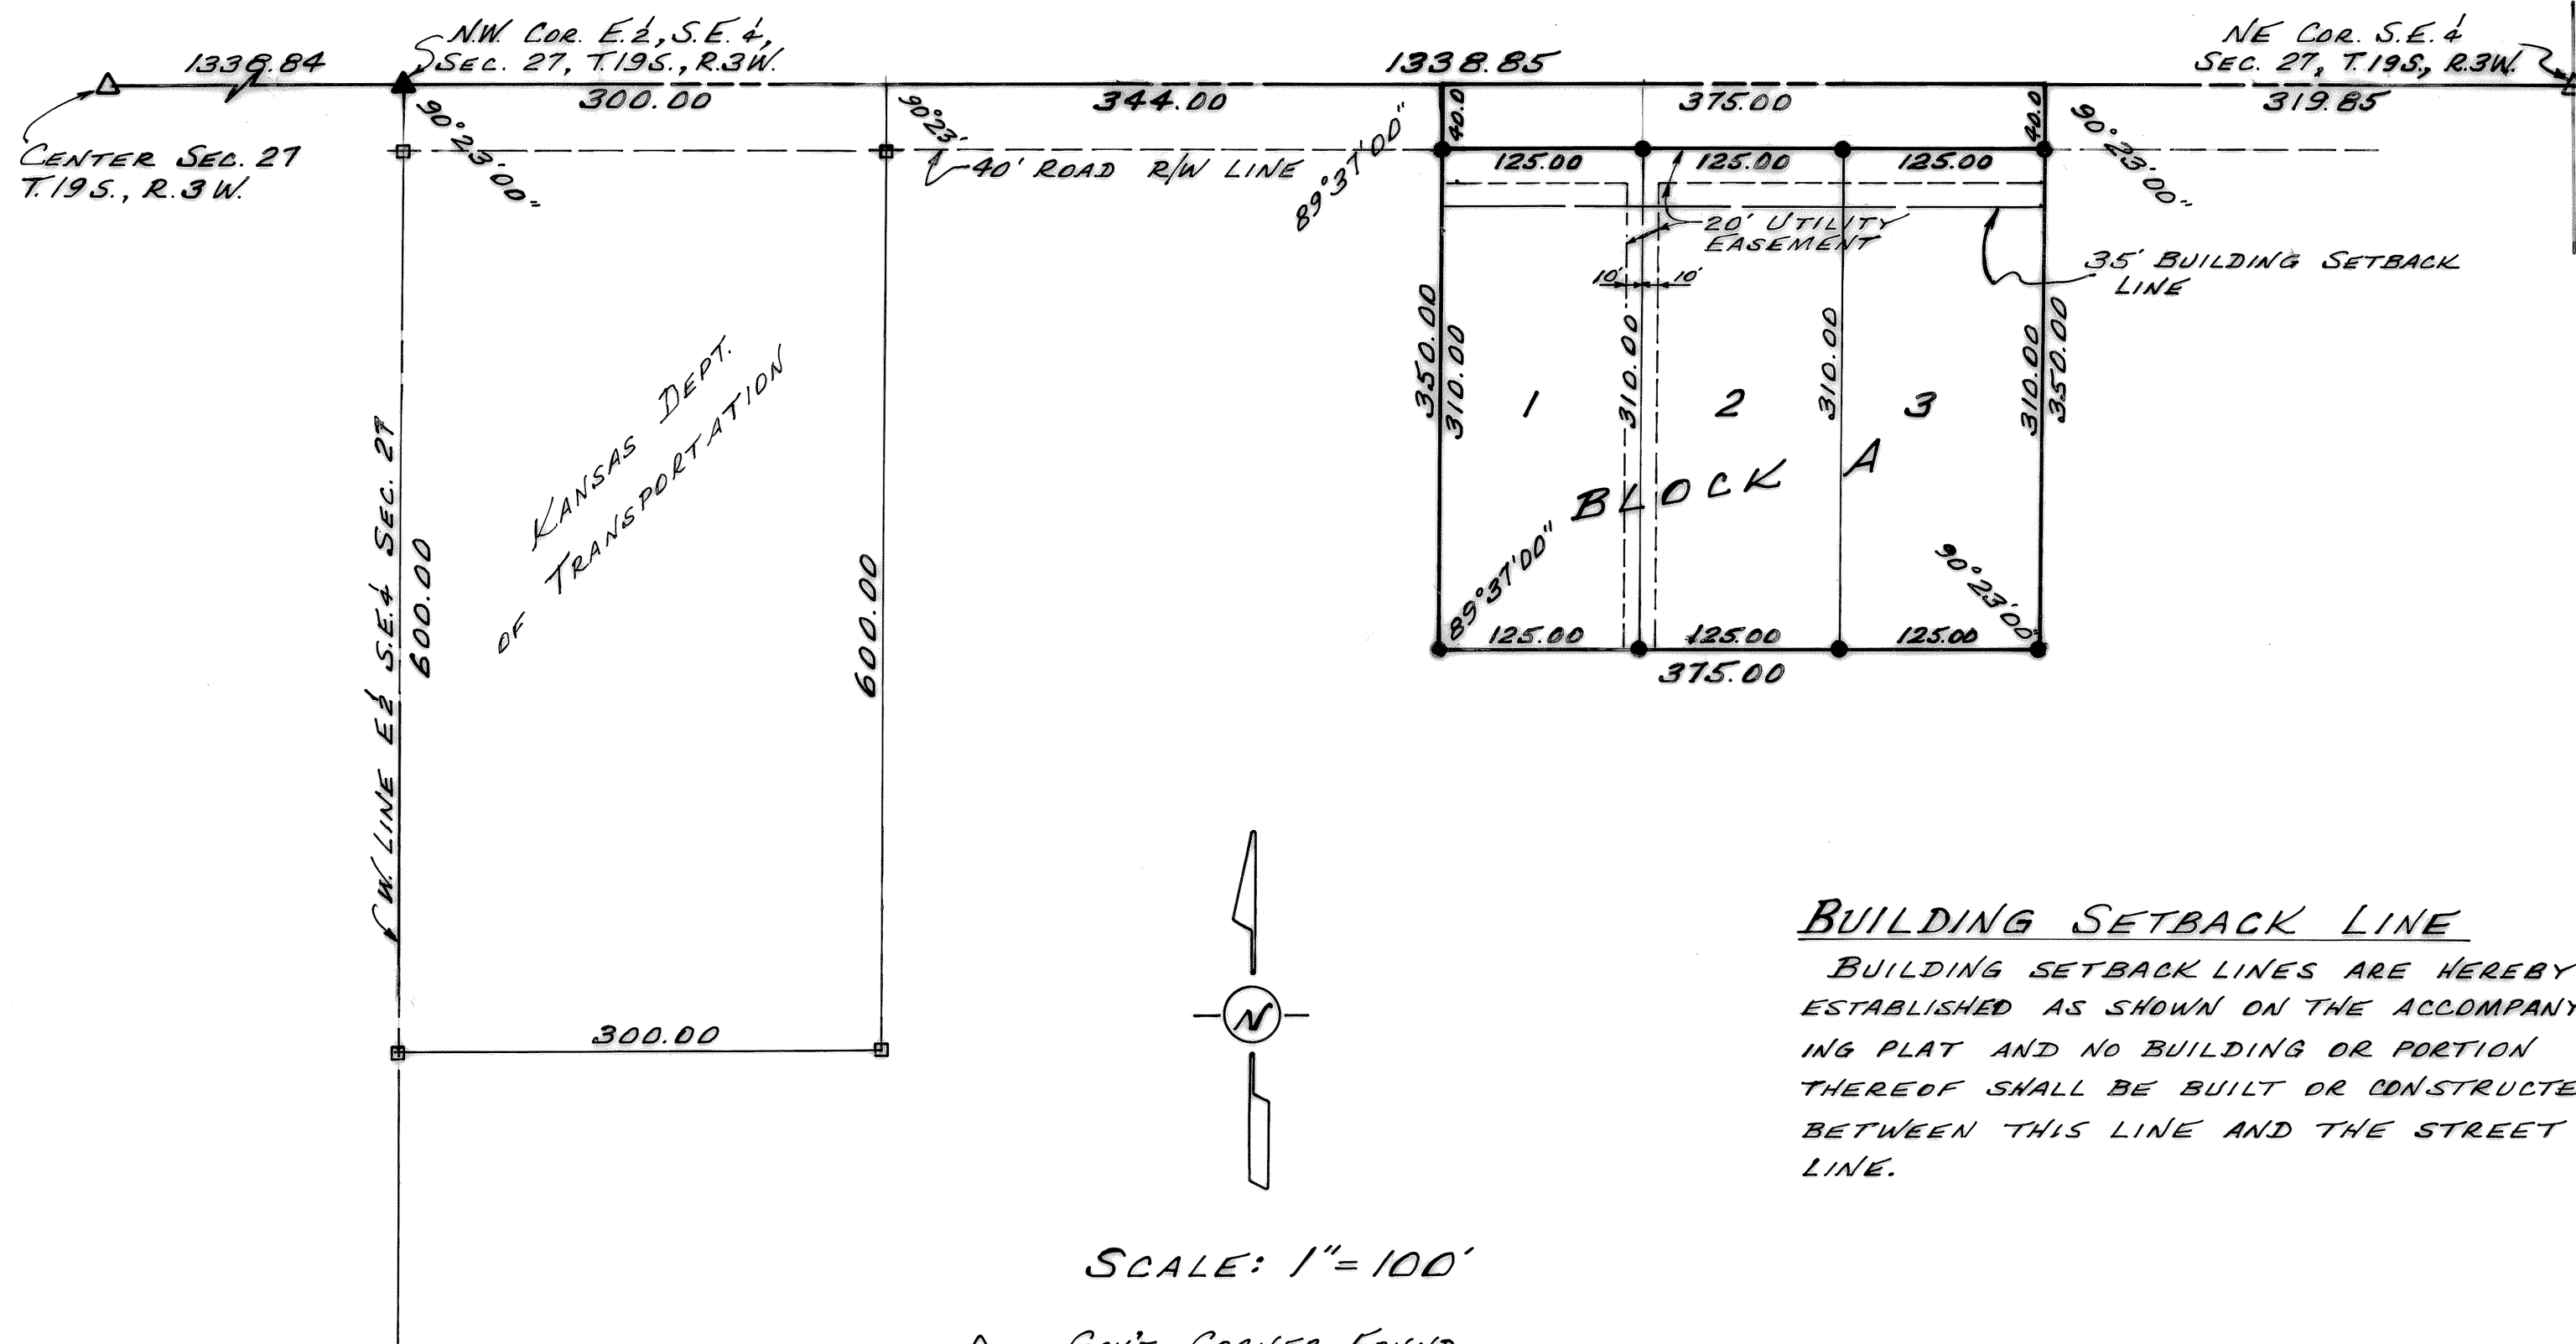 1338.84
N.W. COR. E.½, S.E.¼,
SEC. 27, T.19S., R.3W.
1338.85
NE COR. S.E.¼
SEC. 27, T.19S., R.3W.
300.00
344.00
375.00
319.85
CENTER SEC. 27
T.19S., R.3W.
90°23'00"
90°23'
40' ROAD R/W LINE
89°37'00"
40.0
40.0
90°23'00"
125.00
125.00
125.00
20' UTILITY
EASEMENT
10'
10'
35' BUILDING SETBACK
LINE
350.00
310.00
310.00
310.00
310.00
350.00
1
2
3
BLOCK A
89°37'00"
90°23'00"
125.00
125.00
125.00
375.00
KANSAS DEPT.
OF TRANSPORTATION
W. LINE E½ S.E.¼ SEC. 27
600.00
600.00
300.00
N
BUILDING SETBACK LINE
BUILDING SETBACK LINES ARE HEREBY
ESTABLISHED AS SHOWN ON THE ACCOMPANY
ING PLAT AND NO BUILDING OR PORTION
THEREOF SHALL BE BUILT OR CONSTRUCTE
BETWEEN THIS LINE AND THE STREET
LINE.
SCALE: 1"=100'